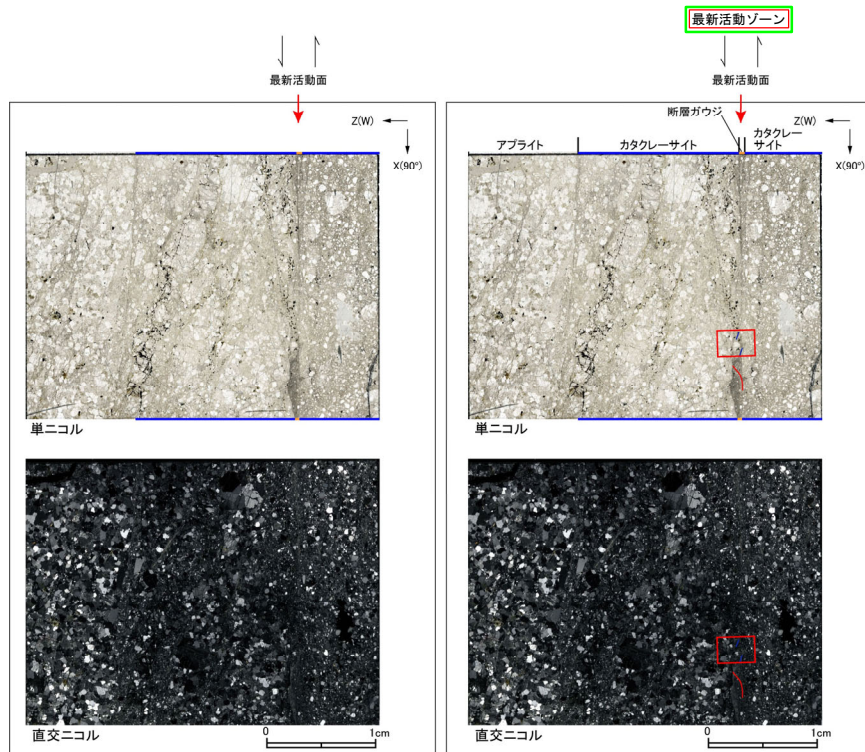 最新活動ゾーン
最新活動面
最新活動面
断層ガウジ
Z(W)
Z(W)
アプライト
カタクレーサイト
カタクレー
サイト
X(90°)
X(90°)
単ニコル
単ニコル
直交ニコル
0
1cm
直交ニコル
0
1cm